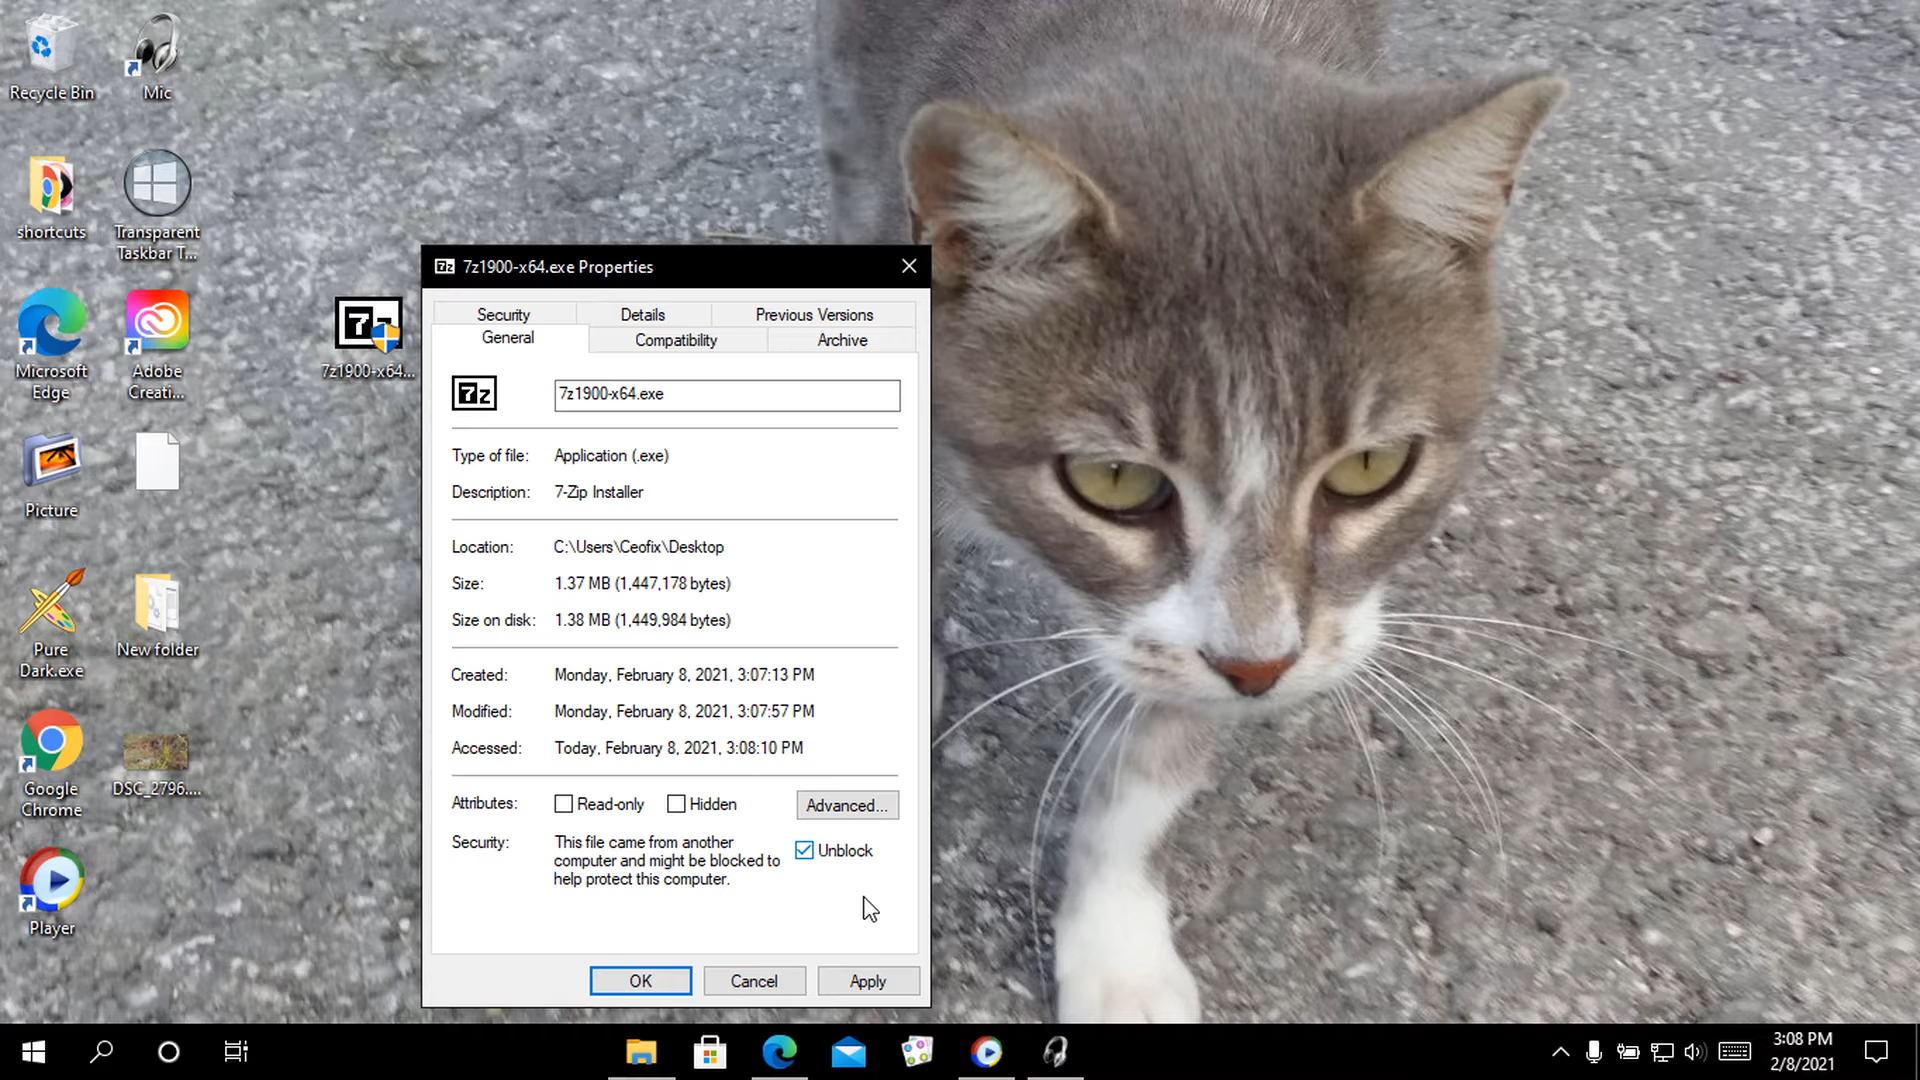 Recycle Bin
Mic
shortcuts
Transparent
Taskbar T...
Microsoft
Edge
Adobe
Creati...
7z1900-x64...
Picture
Pure
Dark.exe
New folder
Google
Chrome
DSC_2796....
Player
7z 7z1900-x64.exe Properties
Security Details Previous Versions
General Compatibility Archive
7z 7z1900-x64.exe
Type of file: Application (.exe)
Description: 7-Zip Installer
Location: C:\Users\Ceofix\Desktop
Size: 1.37 MB (1,447,178 bytes)
Size on disk: 1.38 MB (1,449,984 bytes)
Created: Monday, February 8, 2021, 3:07:13 PM
Modified: Monday, February 8, 2021, 3:07:57 PM
Accessed: Today, February 8, 2021, 3:08:10 PM
Attributes: Read-only Hidden Advanced...
Security: This file came from another
computer and might be blocked to
help protect this computer.
Unblock
OK Cancel Apply
3:08 PM
2/8/2021